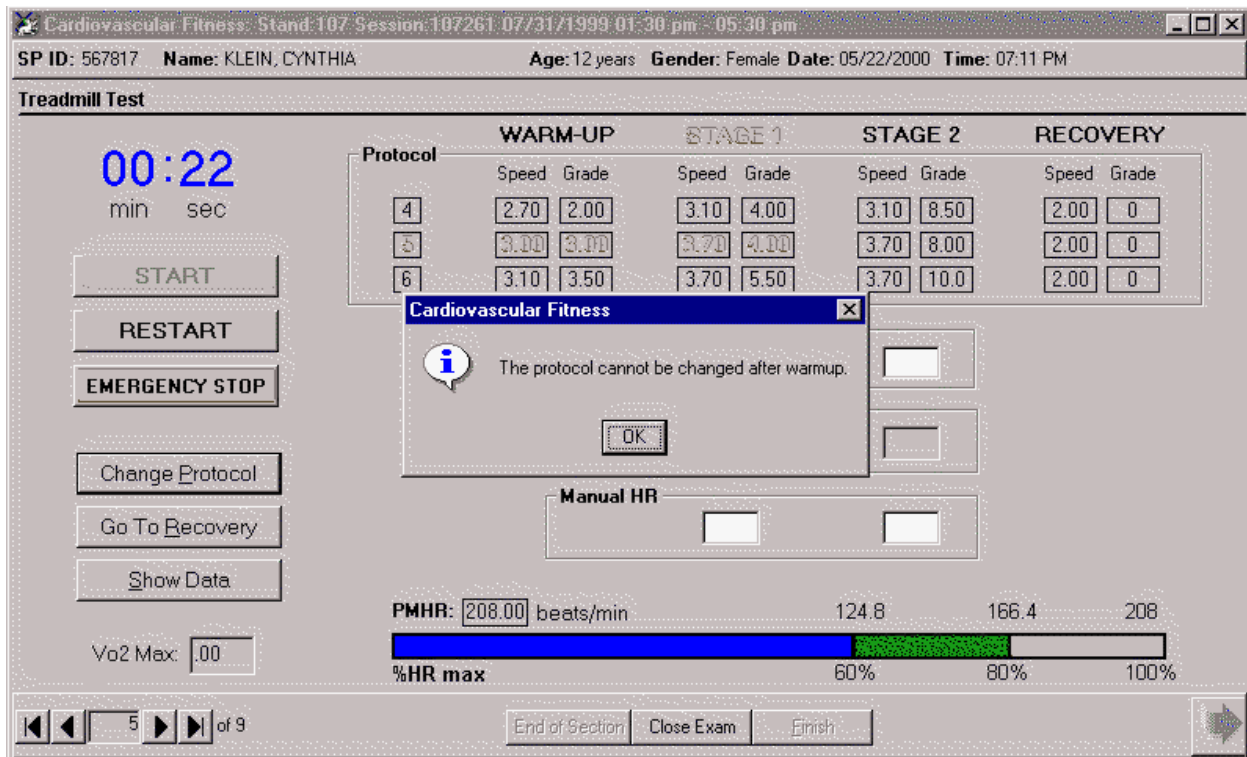 Cardiovascular Fitness: Stand:107 Session:107261 07/31/1999 01:30 pm - 05:30 pm
SP ID: 567817 Name: KLEIN, CYNTHIA Age: 12 years Gender: Female Date: 05/22/2000 Time: 07:11 PM
Treadmill Test
WARM-UP STAGE 1 STAGE 2 RECOVERY
Protocol
Speed Grade Speed Grade Speed Grade Speed Grade
4 2.70 2.00 3.10 4.00 3.10 8.50 2.00 0
5 3.00 3.00 3.70 4.00 3.70 8.00 2.00 0
6 3.10 3.50 3.70 5.50 3.70 10.0 2.00 0
00:22
min sec
START
RESTART
EMERGENCY STOP
Change Protocol
Go To Recovery
Show Data
Vo2 Max: .00
Cardiovascular Fitness
The protocol cannot be changed after warmup.
OK
Manual HR
PMHR: 208.00 beats/min 124.8 166.4 208
%HR max 60% 80% 100%
5 of 9 End of Section Close Exam Finish